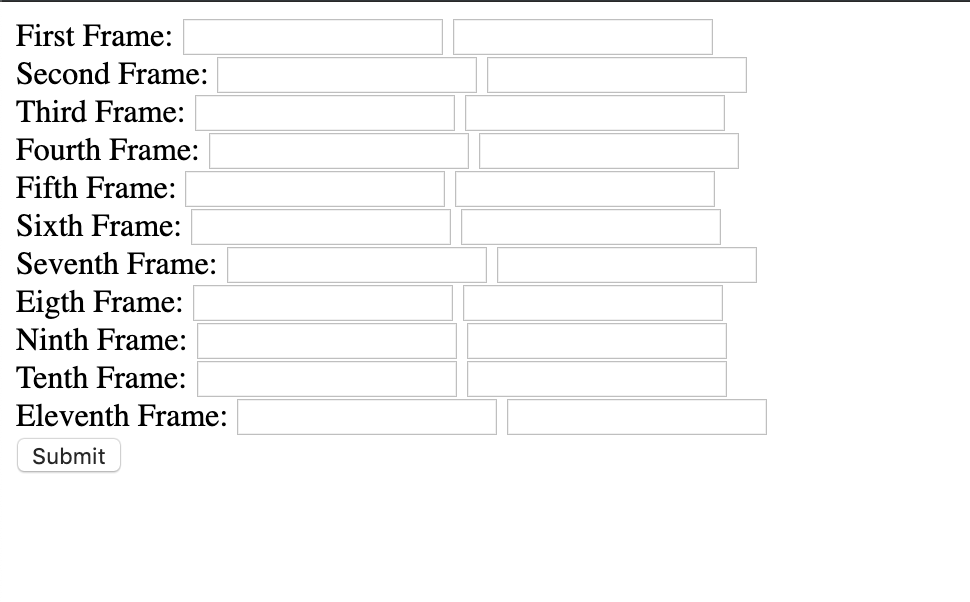 First Frame:
Second Frame:
Third Frame:
Fourth Frame:
Fifth Frame:
Sixth Frame:
Seventh Frame:
Eigth Frame:
Ninth Frame:
Tenth Frame:
Eleventh Frame:
Submit